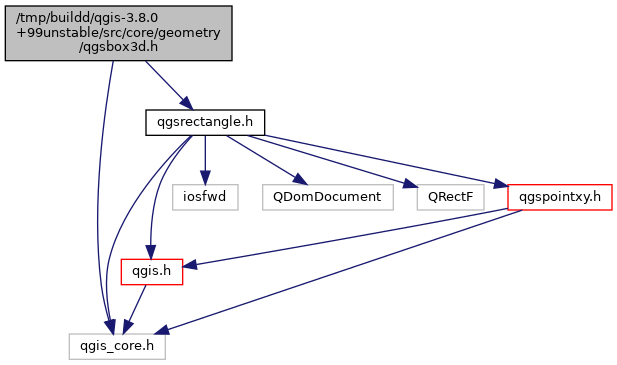 /tmp/buildd/qgis-3.8.0
+99unstable/src/core/geometry
/qgsbox3d.h
qgsrectangle.h
iosfwd
QDomDocument
QRectF
qgspointxy.h
qgis.h
qgis_core.h